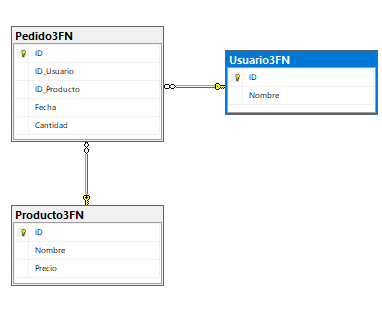 Pedido3FN
ID
ID_Usuario
ID_Producto
Fecha
Cantidad
Usuario3FN
ID
Nombre
Producto3FN
ID
Nombre
Precio